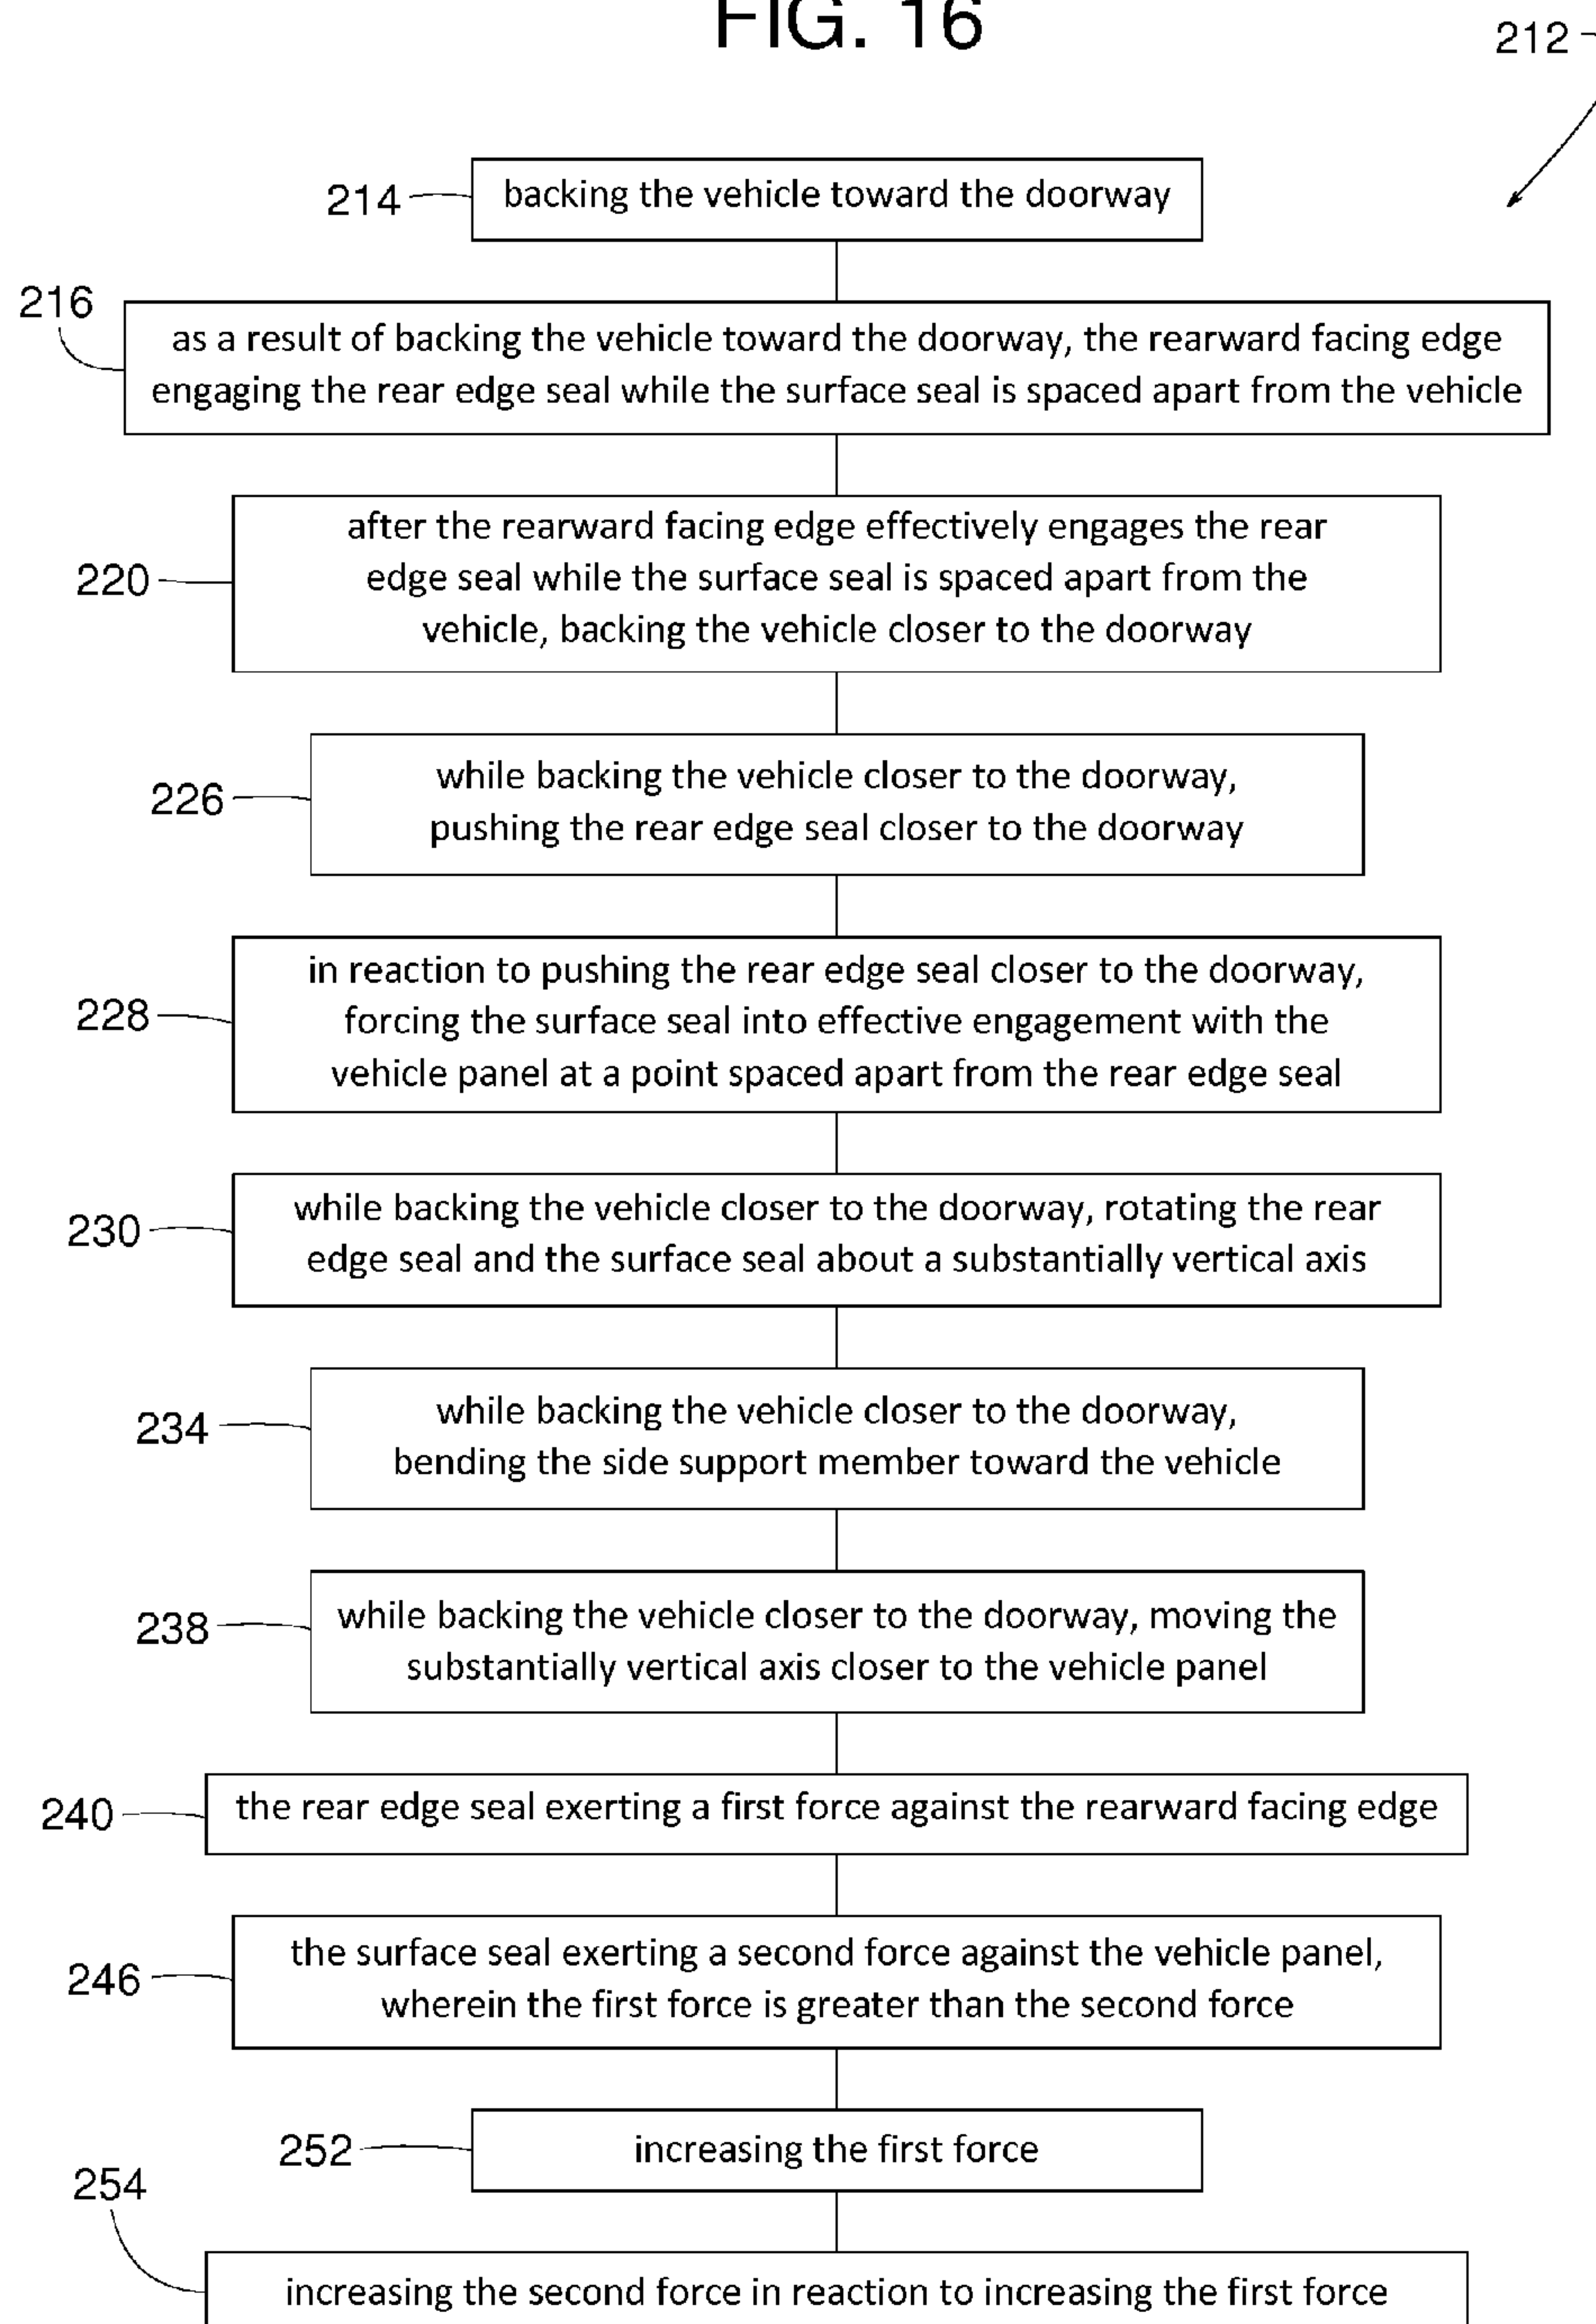 FIG. 16
212
214
backing the vehicle toward the doorway
216
as a result of backing the vehicle toward the doorway, the rearward facing edge
engaging the rear edge seal while the surface seal is spaced apart from the vehicle
220
after the rearward facing edge effectively engages the rear
edge seal while the surface seal is spaced apart from the
vehicle, backing the vehicle closer to the doorway
226
while backing the vehicle closer to the doorway,
pushing the rear edge seal closer to the doorway
228
in reaction to pushing the rear edge seal closer to the doorway,
forcing the surface seal into effective engagement with the
vehicle panel at a point spaced apart from the rear edge seal
230
while backing the vehicle closer to the doorway, rotating the rear
edge seal and the surface seal about a substantially vertical axis
234
while backing the vehicle closer to the doorway,
bending the side support member toward the vehicle
238
while backing the vehicle closer to the doorway, moving the
substantially vertical axis closer to the vehicle panel
240
the rear edge seal exerting a first force against the rearward facing edge
246
the surface seal exerting a second force against the vehicle panel,
wherein the first force is greater than the second force
252
increasing the first force
254
increasing the second force in reaction to increasing the first force